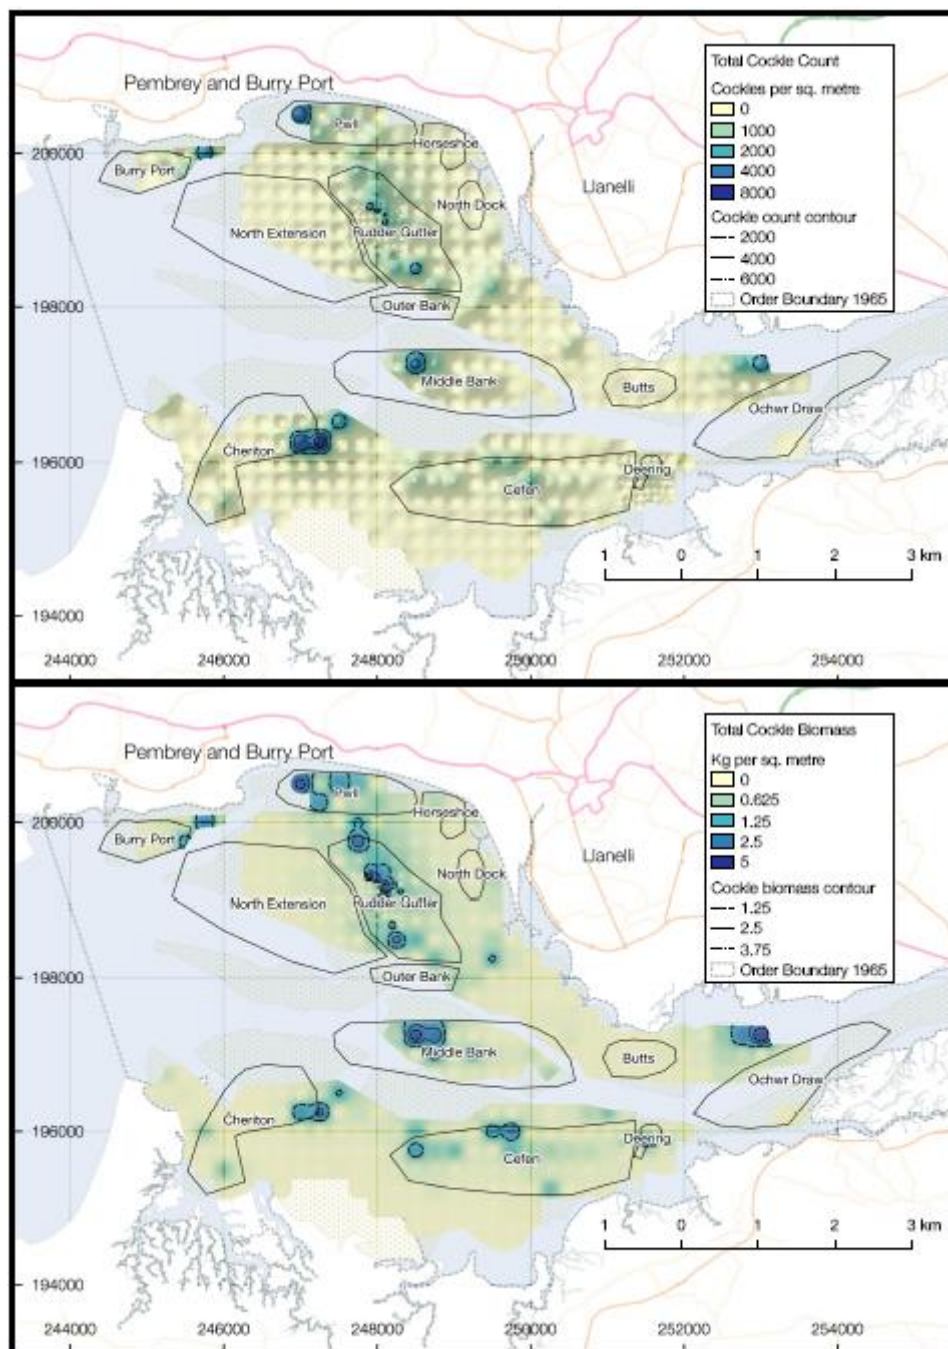 Total Cockle Count
Pembrey and Burry Port
Cockles per sq. metre
0
Pwll
1000
Horseshoe
2000
200000
Burry Port
4000
Llanelli
8000
North Dock
Cockle count contour
North Extension
Rudder Gutter
2000
4000
6000
198000
Outer Bank
Order Boundary 1965
Middle Bank
Butts
Ochwr Draw
Cheriton
196000
Deering
Cefen
1 0 1 2 3 km
194000
244000 246000 248000 250000 252000 254000
Total Cockle Biomass
Pembrey and Burry Port
Kg per sq. metre
0
Pwll
0.625
Horseshoe
1.25
200000
Burry Port
2.5
Llanelli
5
North Dock
Cockle biomass contour
North Extension
Rudder Gutter
1.25
2.5
3.75
198000
Outer Bank
Order Boundary 1965
Middle Bank
Butts
Ochwr Draw
Cheriton
196000
Deering
Cefen
1 0 1 2 3 km
194000
244000 246000 248000 250000 252000 254000